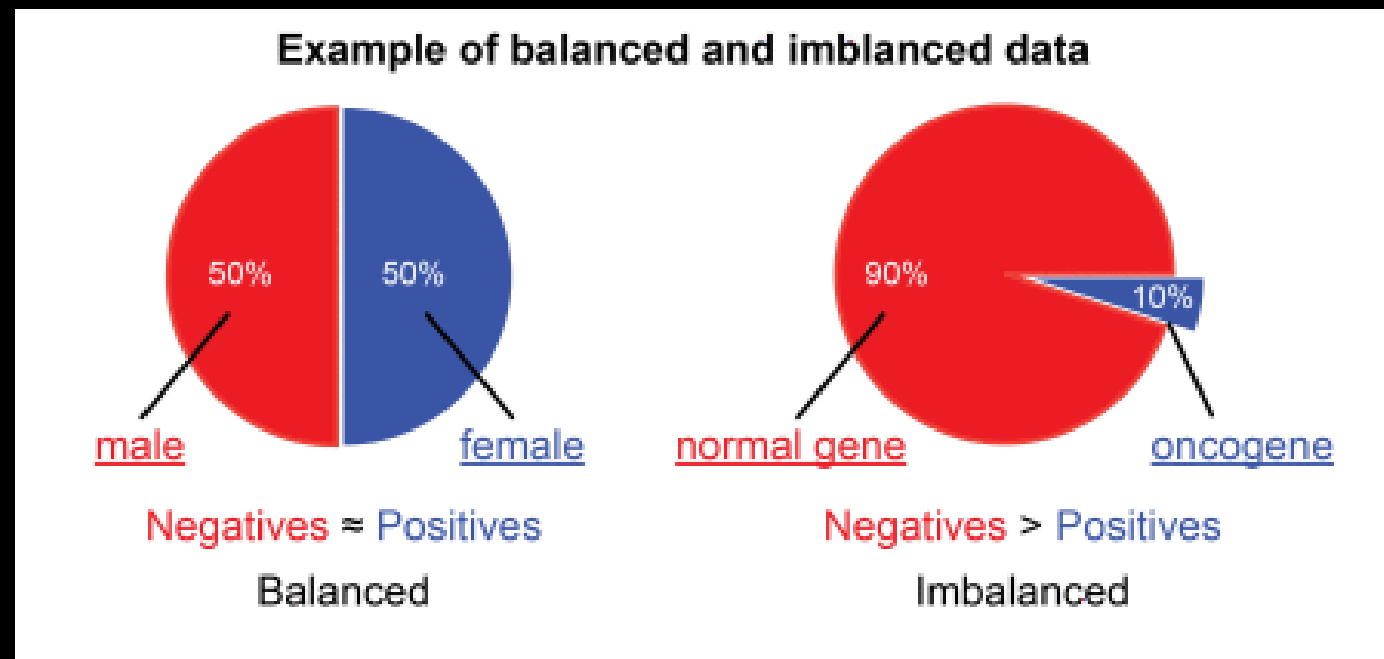 Example of balanced and imblanced data
50% 50%
male female
Negatives ≈ Positives
Balanced
90% 10%
normal gene oncogene
Negatives > Positives
Imbalanced